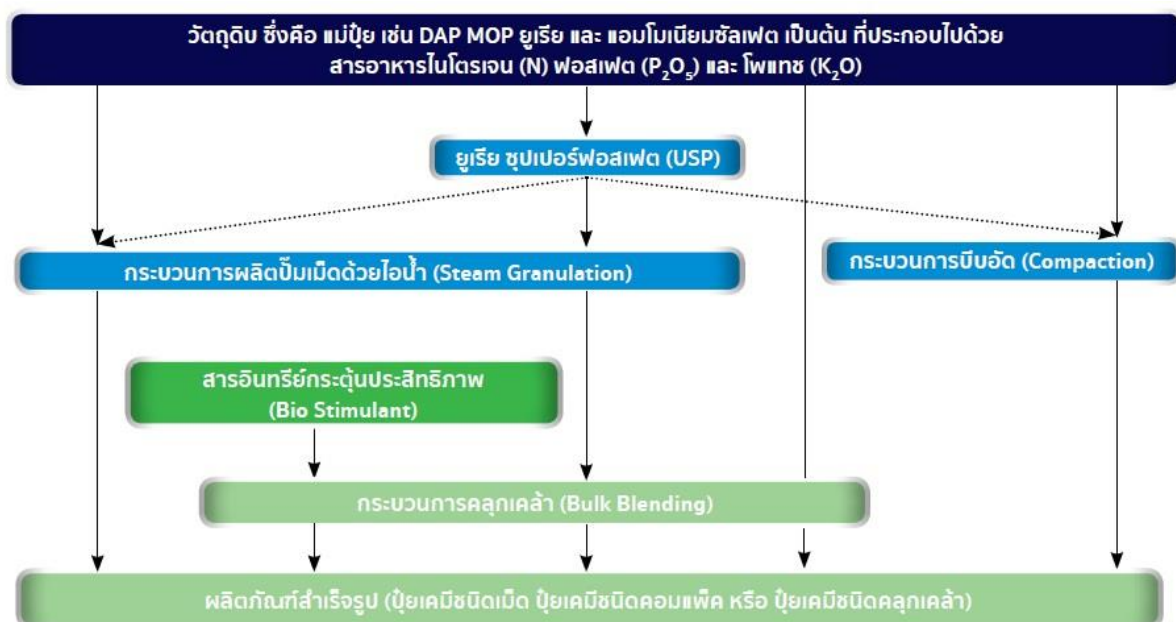 วัตถุดิบ ซึ่งคือ แม่ปุ๋ย เช่น DAP MOP ยูเรีย และ แอมโมเนียมซัลเฟต เป็นต้น ที่ประกอบไปด้วย
สารอาหารไนโตรเจน (N) ฟอสเฟต (P₂O₅) และ โพแทช (K₂O)
ยูเรีย ซุปเปอร์ฟอสเฟต (USP)
กระบวนการผลิตปั๊มเม็ดด้วยไอน้ำ (Steam Granulation)
กระบวนการบีบอัด (Compaction)
สารอินทรีย์กระตุ้นประสิทธิภาพ
(Bio Stimulant)
กระบวนการคลุกเคล้า (Bulk Blending)
ผลิตภัณฑ์สำเร็จรูป (ปุ๋ยเคมีชนิดเม็ด ปุ๋ยเคมีชนิดคอมแพ็ค หรือ ปุ๋ยเคมีชนิดคลุกเคล้า)